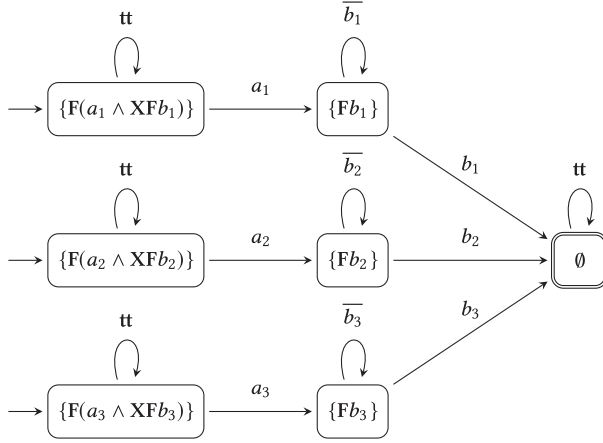 tt
b̅₁
{F(a₁ ∧ XFb₁)}
a₁
{Fb₁}
b₁
tt
b̅₂
tt
{F(a₂ ∧ XFb₂)}
a₂
{Fb₂}
b₂
∅
tt
b̅₃
b₃
{F(a₃ ∧ XFb₃)}
a₃
{Fb₃}